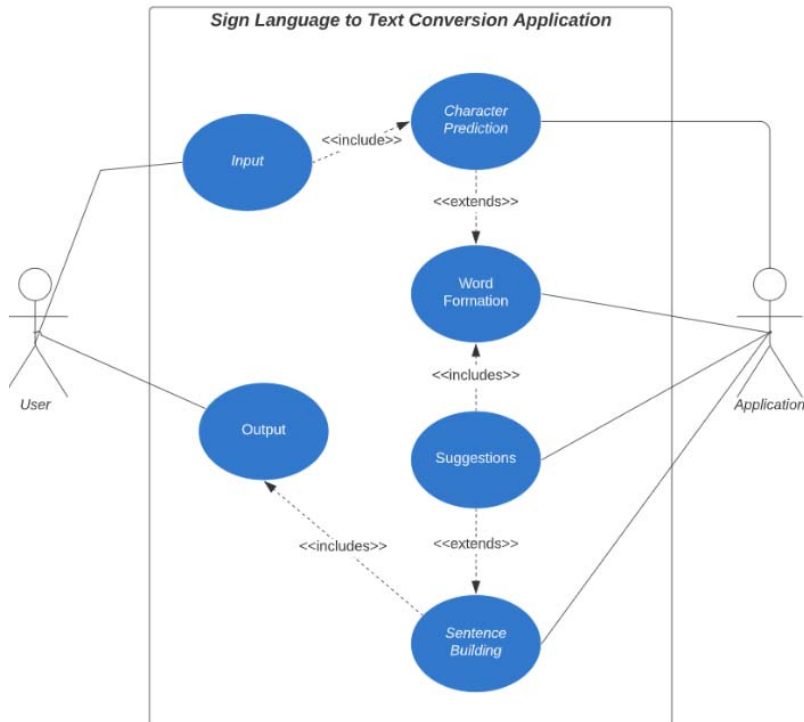 Sign Language to Text Conversion Application
Character
Prediction
<<include>>
Input
<<extends>>
Word
Formation
<<includes>>
User
Application
Output
Suggestions
<<includes>>
<<extends>>
Sentence
Building